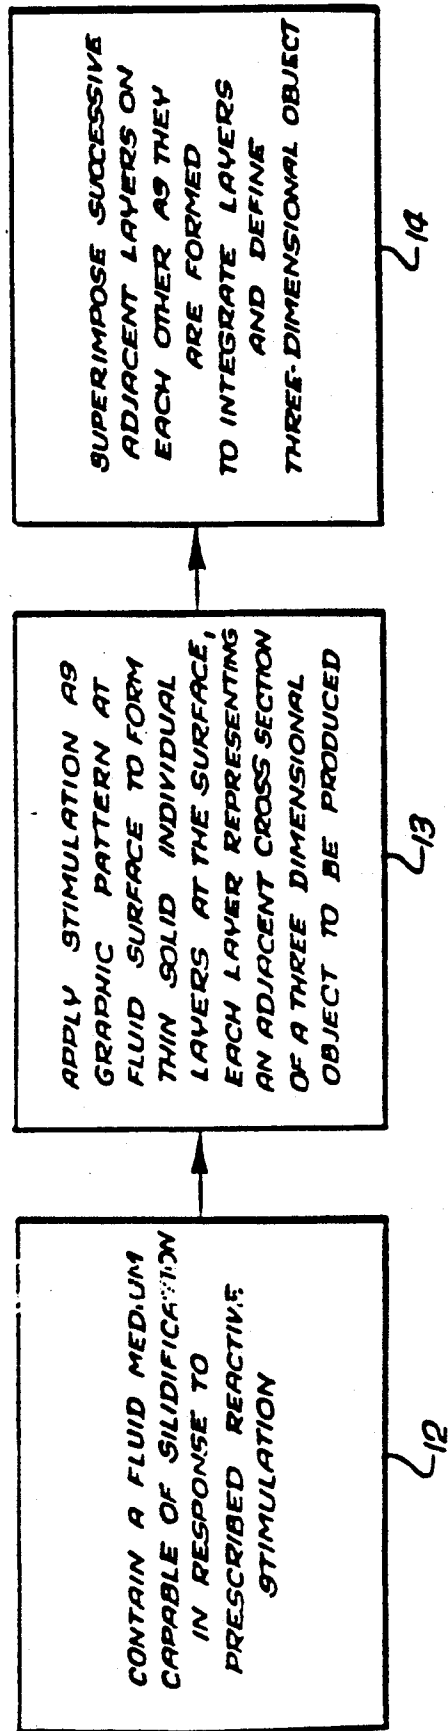 CONTAIN A FLUID MEDIUM
CAPABLE OF SILIDIFICATION
IN RESPONSE TO
PRESCRIBED REACTIVE
STIMULATION
12
APPLY STIMULATION AS
GRAPHIC PATTERN AT
FLUID SURFACE TO FORM
THIN SOLID INDIVIDUAL
LAYERS AT THE SURFACE,
EACH LAYER REPRESENTING
AN ADJACENT CROSS SECTION
OF A THREE DIMENSIONAL
OBJECT TO BE PRODUCED
13
SUPERIMPOSE SUCCESSIVE
ADJACENT LAYERS ON
EACH OTHER AS THEY
ARE FORMED
TO INTEGRATE LAYERS
AND DEFINE
THREE-DIMENSIONAL OBJECT
14